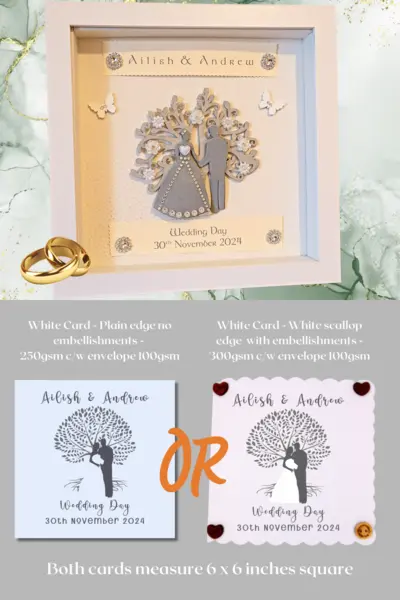 Ailish & Andrew
Wedding Day
30th November 2024
White Card - Plain edge no
embellishments -
250gsm c/w envelope 100gsm
White Card - White scallop
edge with embellishments -
300gsm c/w envelope 100gsm
Ailish & Andrew
Wedding Day
30th November 2024
OR
Ailish & Andrew
Wedding Day
30th November 2024
Both cards measure 6 x 6 inches square